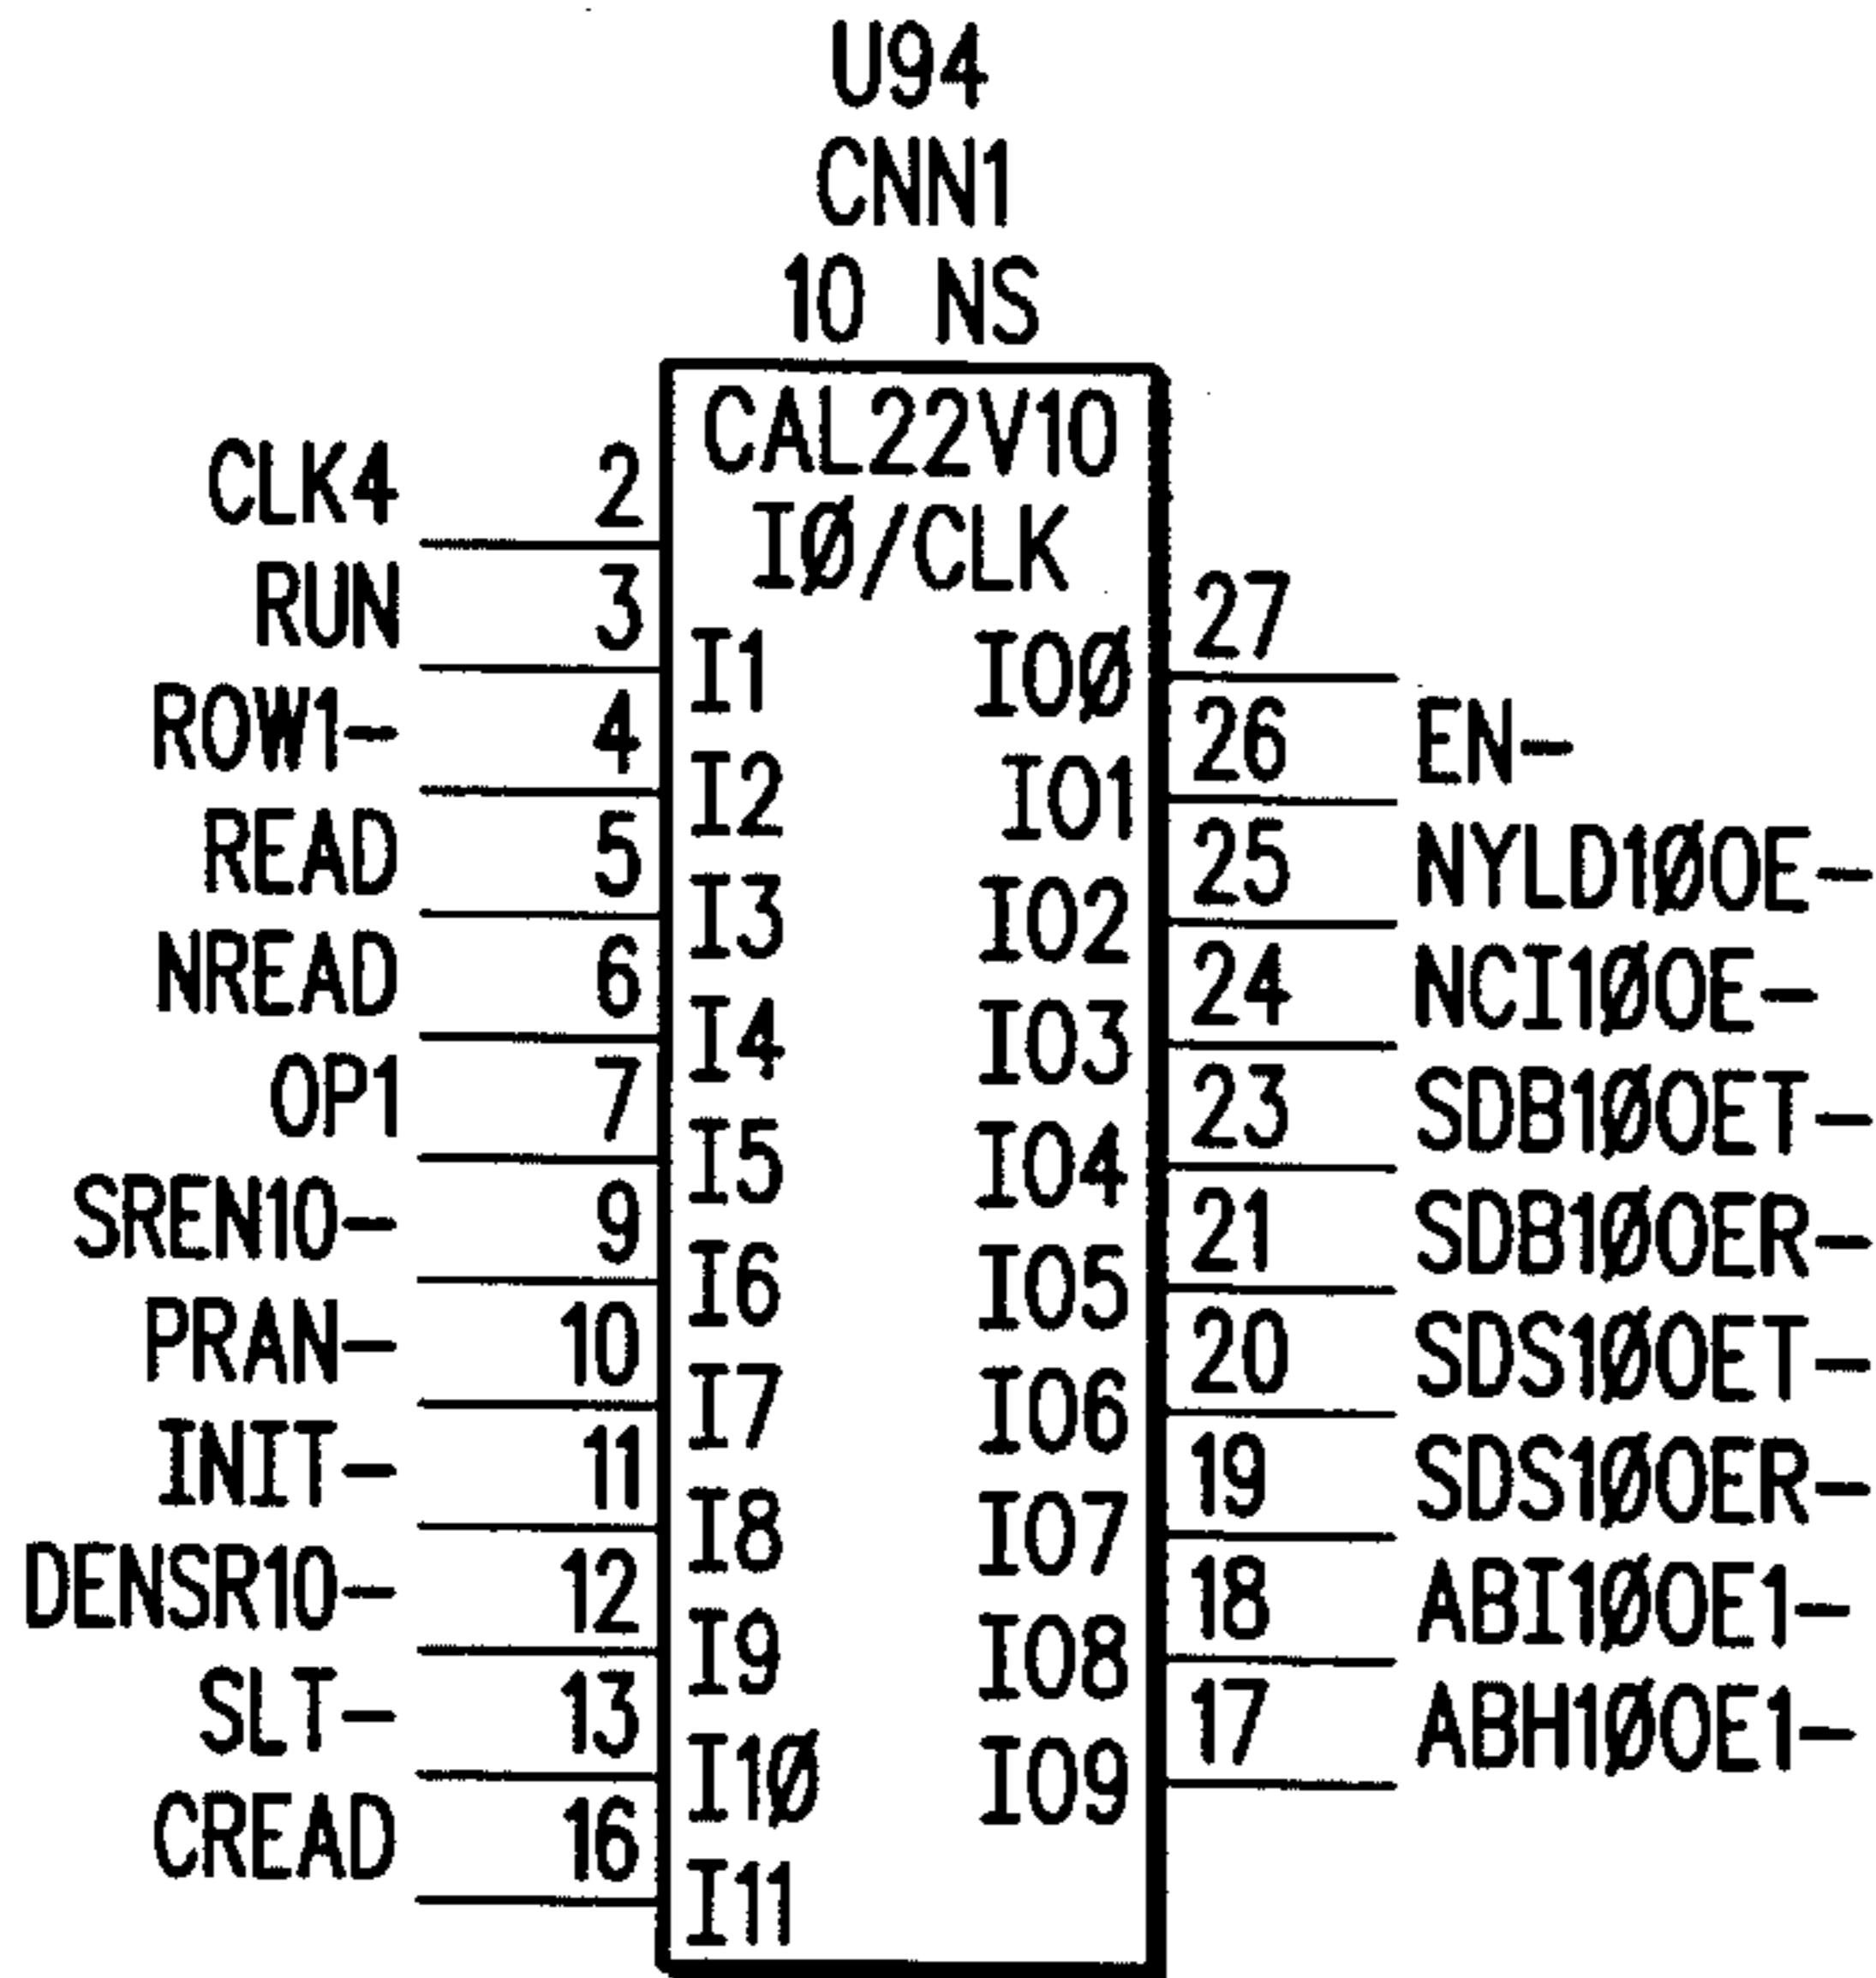 U94
CNN1
10 NS
CAL22V10
CLK4 2 IØ/CLK
RUN 3 I1 IOØ 27
ROW1- 4 I2 IO1 26 EN-
READ 5 I3 IO2 25 NYLD1ØOE-
NREAD 6 I4 IO3 24 NCI1ØOE-
OP1 7 I5 IO4 23 SDB1ØOET-
SREN10- 9 I6 IO5 21 SDB1ØOER-
PRAN- 10 I7 IO6 20 SDS1ØOET-
INIT- 11 I8 IO7 19 SDS1ØOER-
DENSR10- 12 I9 IO8 18 ABI1ØOE1-
SLT- 13 I1Ø IO9 17 ABH1ØOE1-
CREAD 16 I11